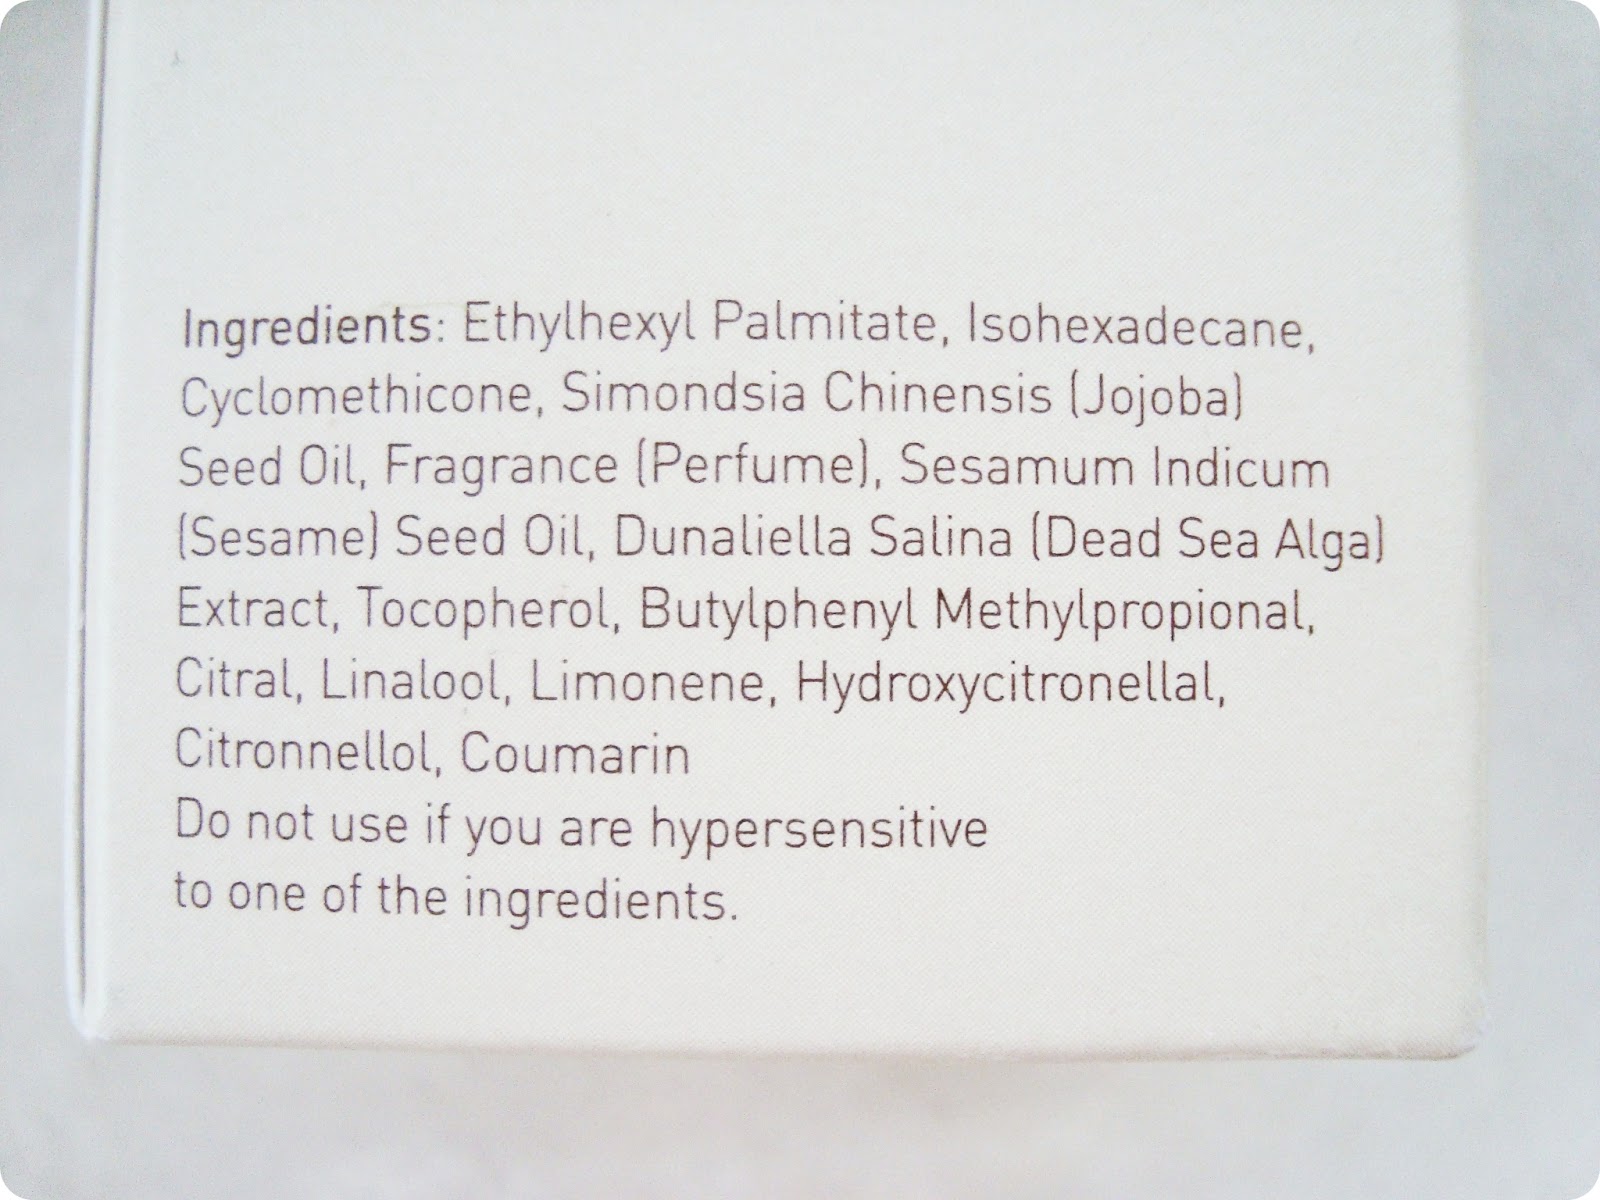 Ingredients: Ethylhexyl Palmitate, Isohexadecane,
Cyclomethicone, Simondsia Chinensis (Jojoba)
Seed Oil, Fragrance (Perfume), Sesamum Indicum
(Sesame) Seed Oil, Dunaliella Salina (Dead Sea Alga)
Extract, Tocopherol, Butylphenyl Methylpropional,
Citral, Linalool, Limonene, Hydroxycitronellal,
Citronnellol, Coumarin
Do not use if you are hypersensitive
to one of the ingredients.